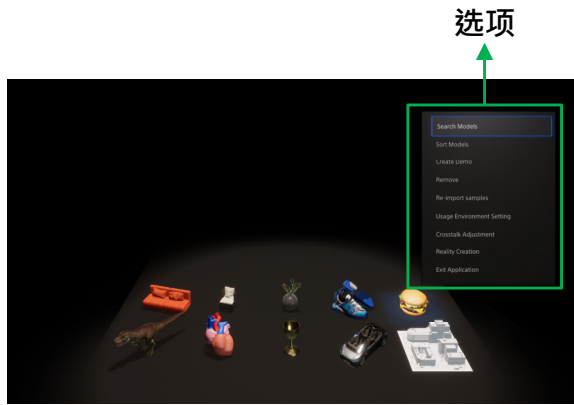 选项
Search Models
Sort Models
Create Demo
Remove
Re-import samples
Usage Environment Setting
Crosstalk Adjustment
Reality Creation
Exit Application